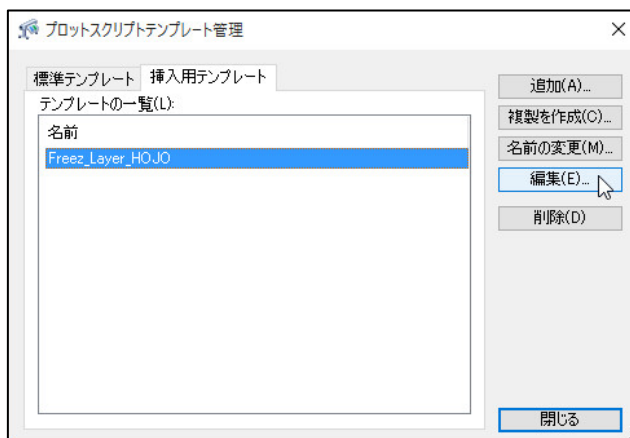 プロットスクリプトテンプレート管理
標準テンプレート 挿入用テンプレート
テンプレートの一覧(L):
名前
Freez_Layer_HOJO
追加(A)...
複製を作成(C)...
名前の変更(M)...
編集(E)...
削除(D)
閉じる